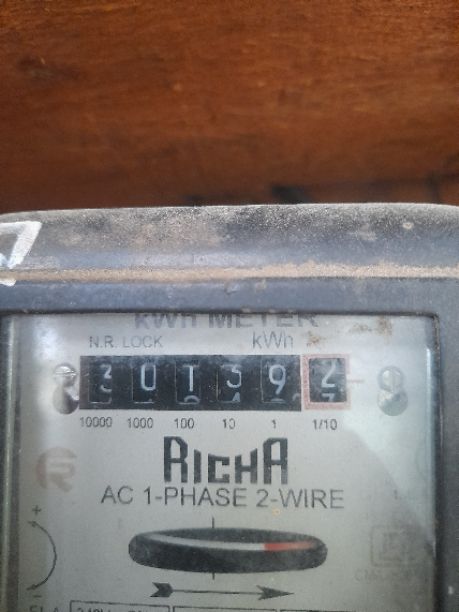 kWh METER
N.R. LOCK kWh
3 0 1 3 9 2
10000 1000 100 10 1 1/10
RICHA
AC 1-PHASE 2-WIRE